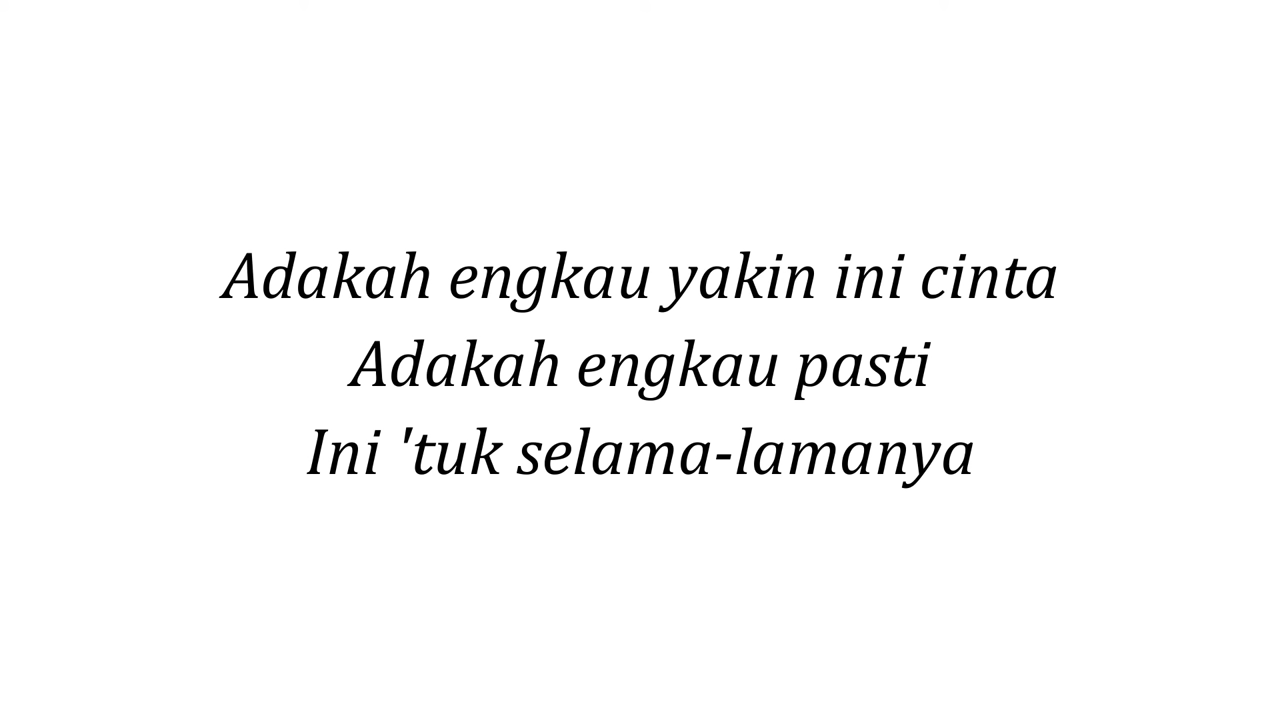 Adakah engkau yakin ini cinta
Adakah engkau pasti
Ini 'tuk selama-lamanya